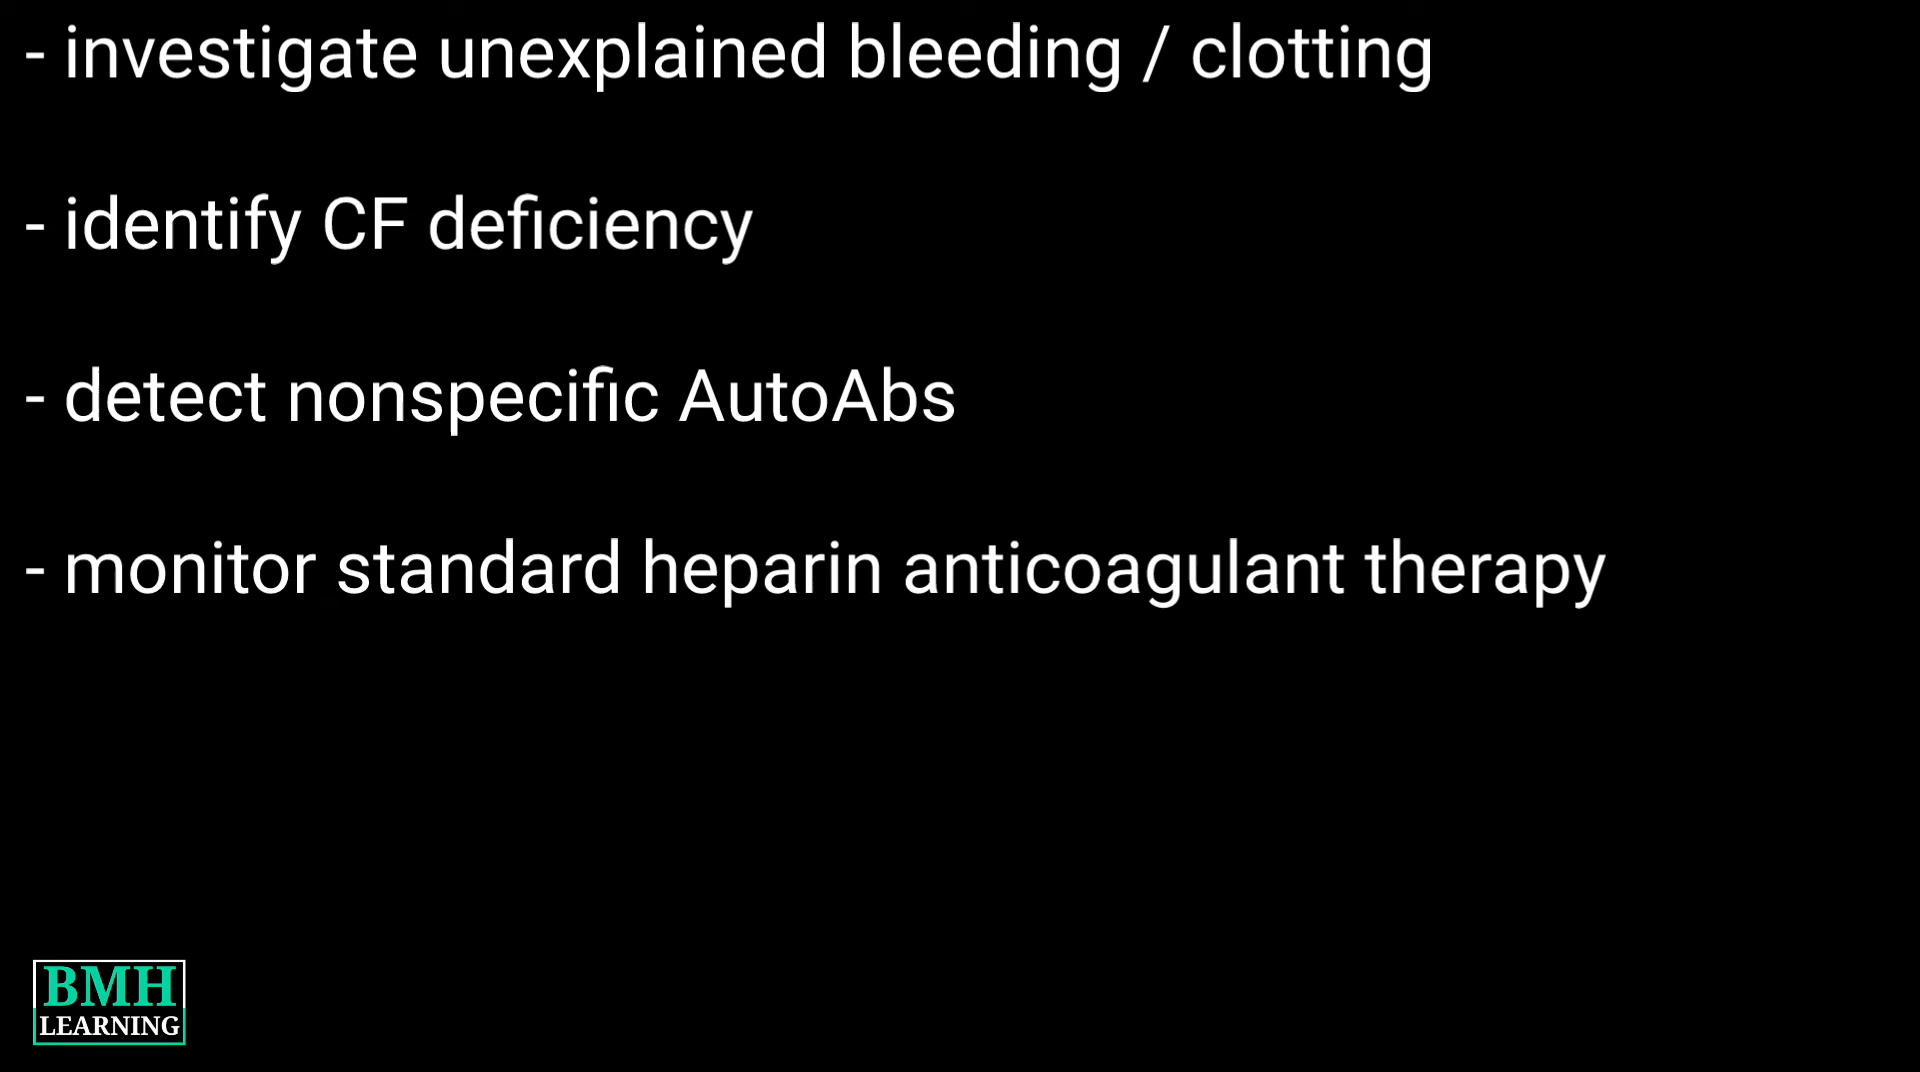 - investigate unexplained bleeding / clotting
- identify CF deficiency
- detect nonspecific AutoAbs
- monitor standard heparin anticoagulant therapy
BMH
LEARNING